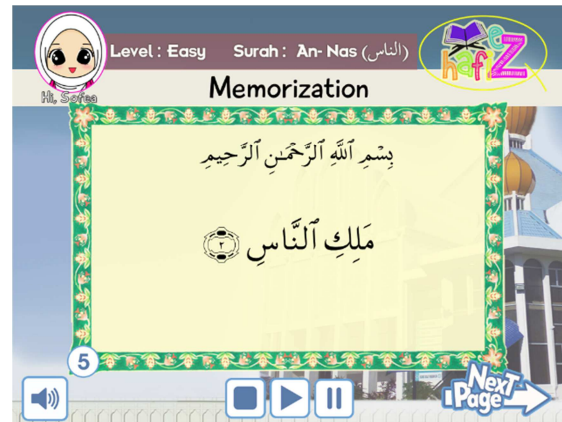 Level : Easy Surah : An- Nas (الناس)
hafeZ
Hi, Sofea
Memorization
بِسْمِ ٱللَّهِ ٱلرَّحْمَٰنِ ٱلرَّحِيمِ
مَلِكِ ٱلنَّاسِ ٢
5
Next
Page